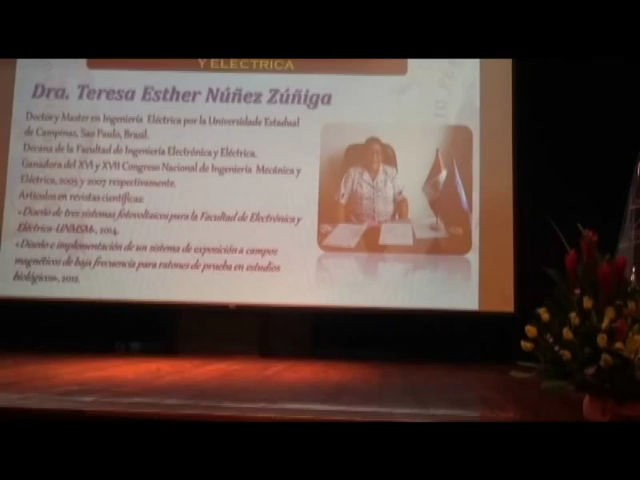 Y ELÉCTRICA
Dra. Teresa Esther Núñez Zúñiga
Doctor y Master en Ingeniería Eléctrica por la Universidade Estadual
de Campinas, Sao Paulo, Brasil.
Decana de la Facultad de Ingeniería Electrónica y Eléctrica.
Ganadora del XVI y XVII Congreso Nacional de Ingeniería Mecánica y
Eléctrica, 2005 y 2007 respectivamente.
Artículos en revistas científicas:
«Diseño de tres sistemas fotovoltaicos para la Facultad de Electrónica y
Eléctrica-UNMSM», 2014.
«Diseño e implementación de un sistema de exposición a campos
magnéticos de baja frecuencia para ratones de prueba en estudios
biológicos», 2012.